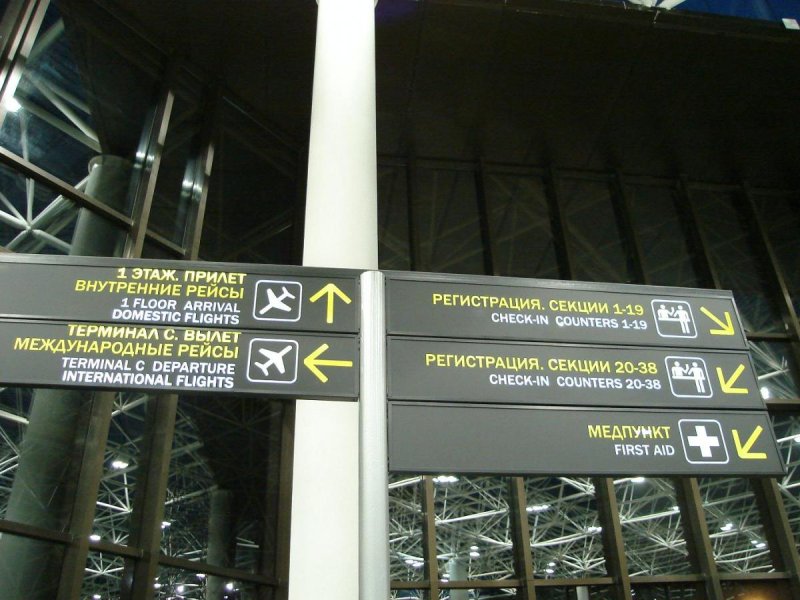 1 ЭТАЖ. ПРИЛЕТ
ВНУТРЕННИЕ РЕЙСЫ
1 FLOOR ARRIVAL
DOMESTIC FLIGHTS
ТЕРМИНАЛ С. ВЫЛЕТ
МЕЖДУНАРОДНЫЕ РЕЙСЫ
TERMINAL C DEPARTURE
INTERNATIONAL FLIGHTS
РЕГИСТРАЦИЯ. СЕКЦИИ 1-19
CHECK-IN COUNTERS 1-19
РЕГИСТРАЦИЯ. СЕКЦИИ 20-38
CHECK-IN COUNTERS 20-38
МЕДПУНКТ
FIRST AID